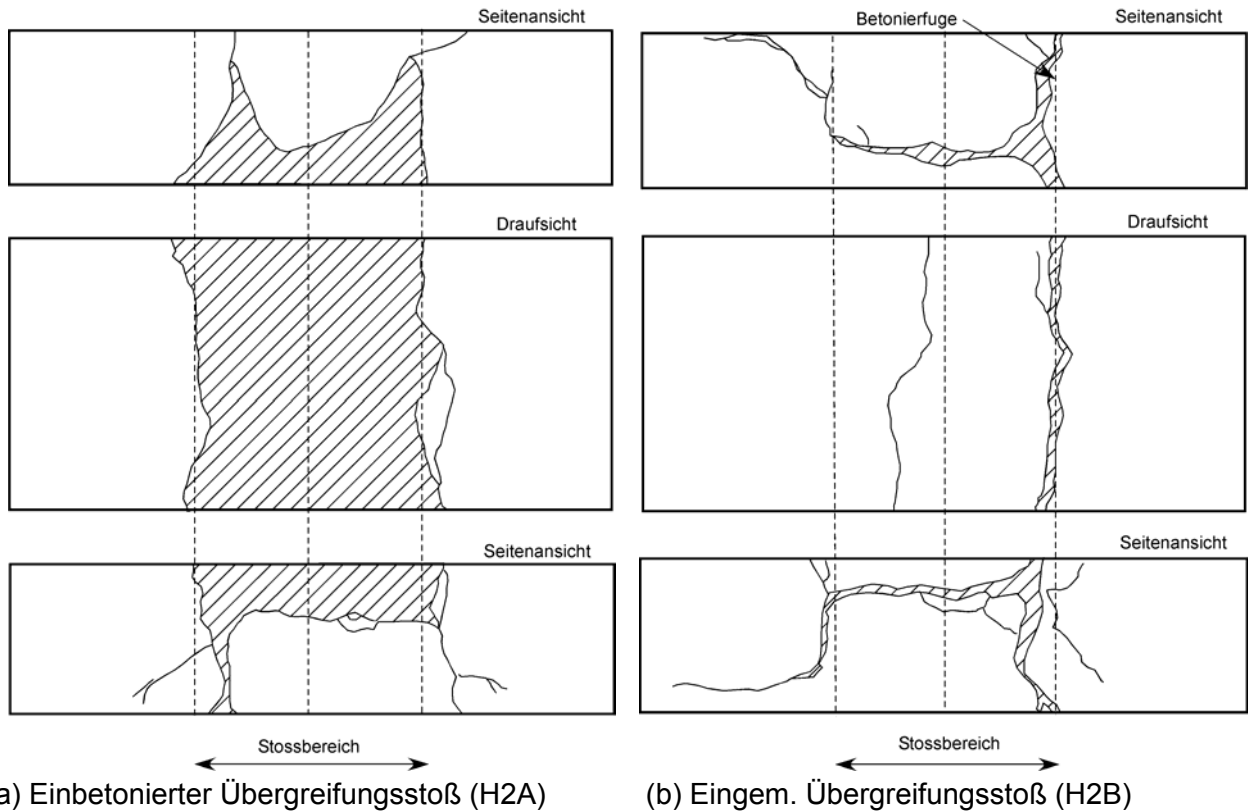 Seitenansicht
Draufsicht
Seitenansicht
Stossbereich
a) Einbetonierter Übergreifungsstoß (H2A)
Betonierfuge
Seitenansicht
Draufsicht
Seitenansicht
Stossbereich
(b) Eingem. Übergreifungsstoß (H2B)